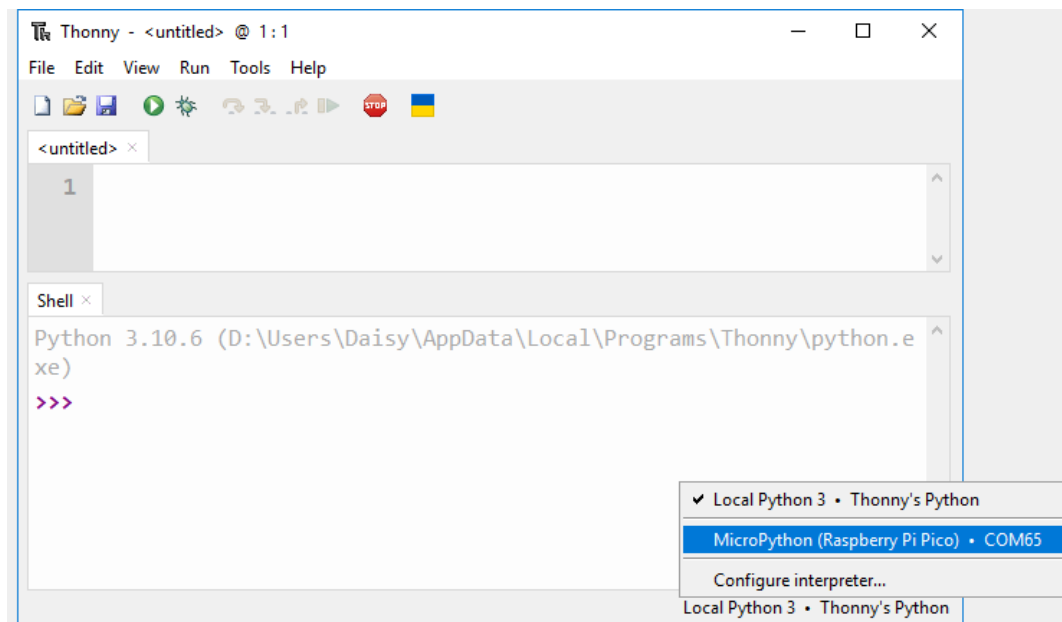 Thonny - <untitled> @ 1:1
File Edit View Run Tools Help
STOP
<untitled> ×
1
Shell ×
Python 3.10.6 (D:\Users\Daisy\AppData\Local\Programs\Thonny\python.e
xe)
>>>
✓ Local Python 3 • Thonny's Python
MicroPython (Raspberry Pi Pico) • COM65
Configure interpreter...
Local Python 3 • Thonny's Python